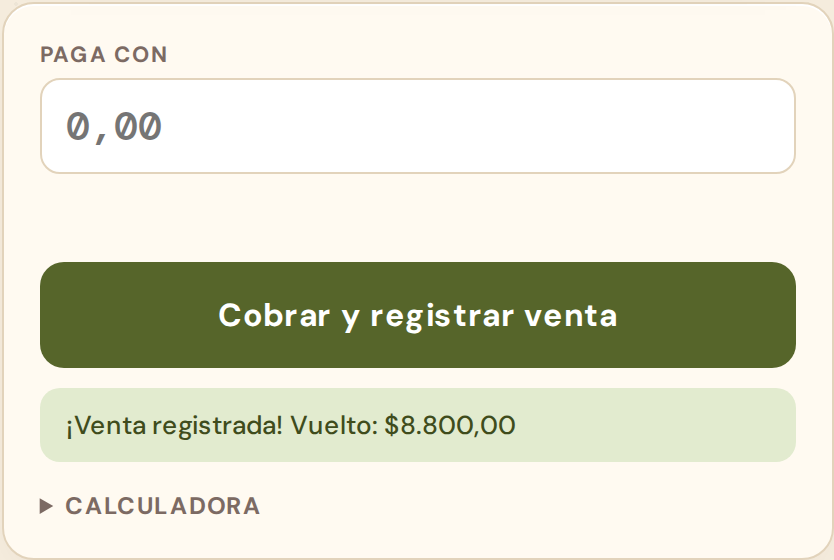 PAGA CON
0,00
Cobrar y registrar venta
¡Venta registrada! Vuelto: $8.800,00
CALCULADORA